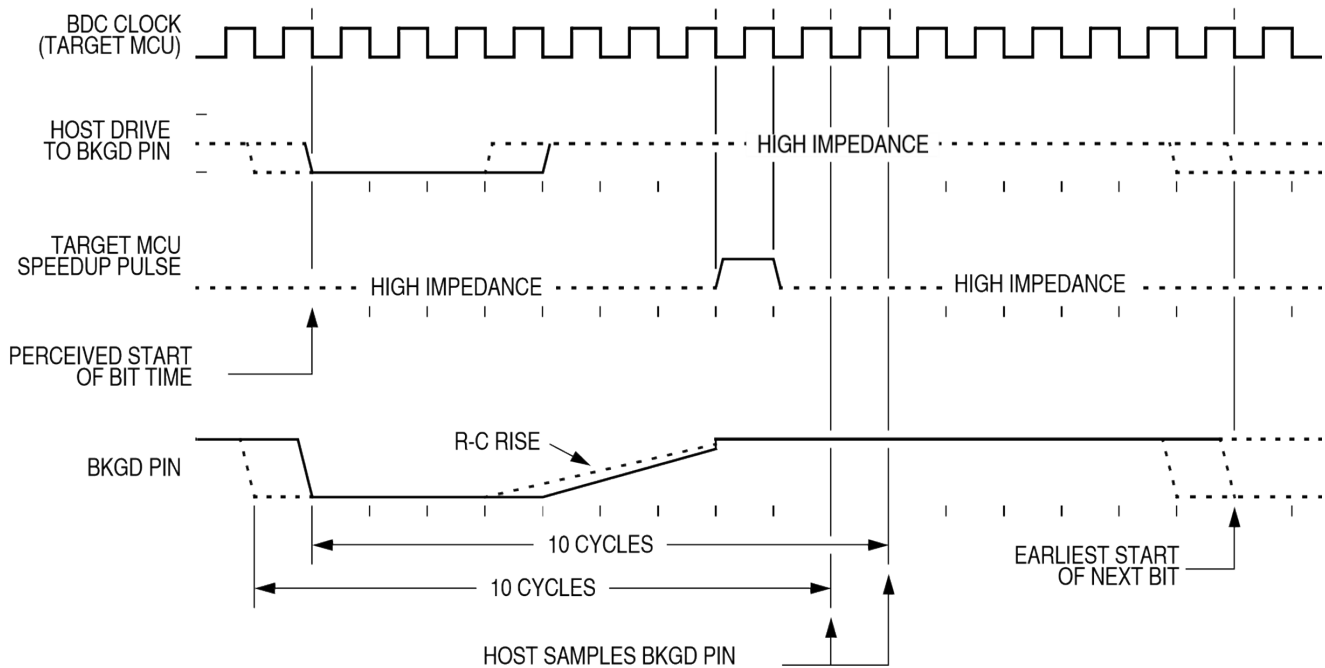 BDC CLOCK
(TARGET MCU)
HOST DRIVE
TO BKGD PIN
HIGH IMPEDANCE
TARGET MCU
SPEEDUP PULSE
HIGH IMPEDANCE
HIGH IMPEDANCE
PERCEIVED START
OF BIT TIME
R-C RISE
BKGD PIN
10 CYCLES
10 CYCLES
EARLIEST START
OF NEXT BIT
HOST SAMPLES BKGD PIN